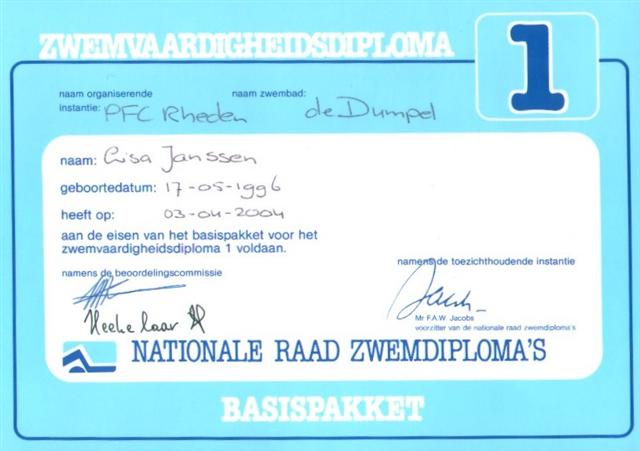 ZWEMVAARDIGHEIDSDIPLOMA 1
naam organiserende naam zwembad:
instantie: PFC Rheden de Dumpel
naam: Lisa Janssen
geboortedatum: 17-05-1996
heeft op: 03-04-2004
aan de eisen van het basispakket voor het
zwemvaardigheidsdiploma 1 voldaan.
namens de beoordelingscommissie namens de toezichthoudende instantie
Mr F.A.W. Jacobs
voorzitter van de nationale raad zwemdiploma's
NATIONALE RAAD ZWEMDIPLOMA'S
BASISPAKKET